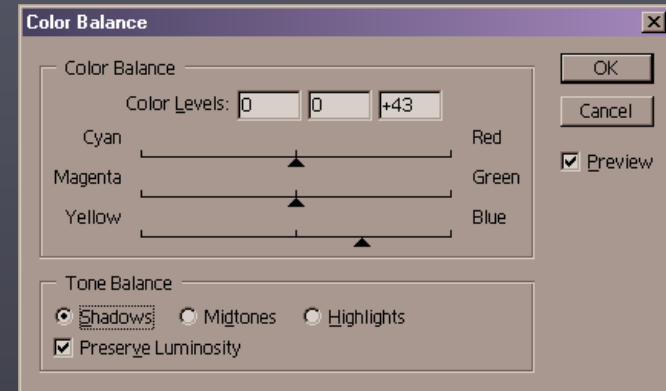 Color Balance
Color Balance
OK
Color Levels: 0 0 +43
Cancel
Cyan Red
Preview
Magenta Green
Yellow Blue
Tone Balance
Shadows Midtones Highlights
Preserve Luminosity